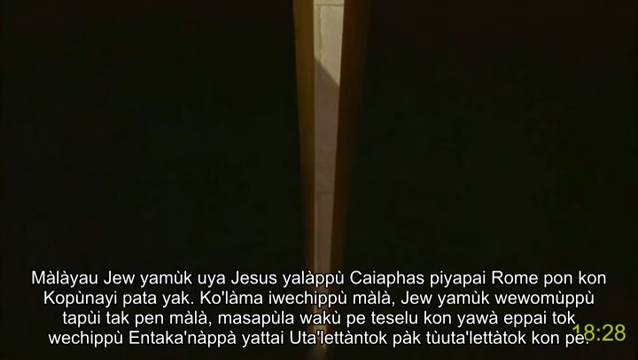 Màlàyau Jew yamùk uya Jesus yalàppù Caiaphas piyapai Rome pon kon
Kopùnayi pata yak. Ko'làma iwechippù màlà, Jew yamùk wewomùppù
tapùi tak pen màlà, masapùla wakù pe teselu kon yawà eppai tok
wechippù Entaka'nàppà yattai Uta'lettàntok pàk tùuta'lettàtok kon pe.
18:28